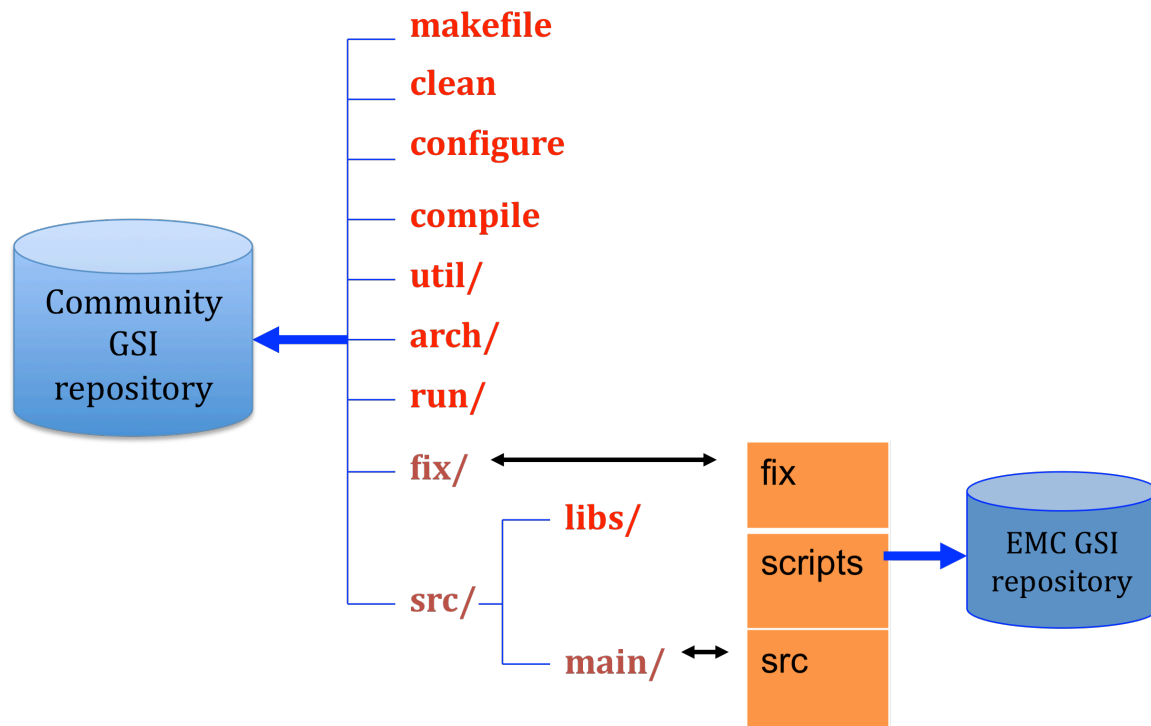 makefile
clean
configure
compile
util/
arch/
run/
fix/
src/
libs/
main/
Community
GSI
repository
fix
scripts
src
EMC GSI
repository